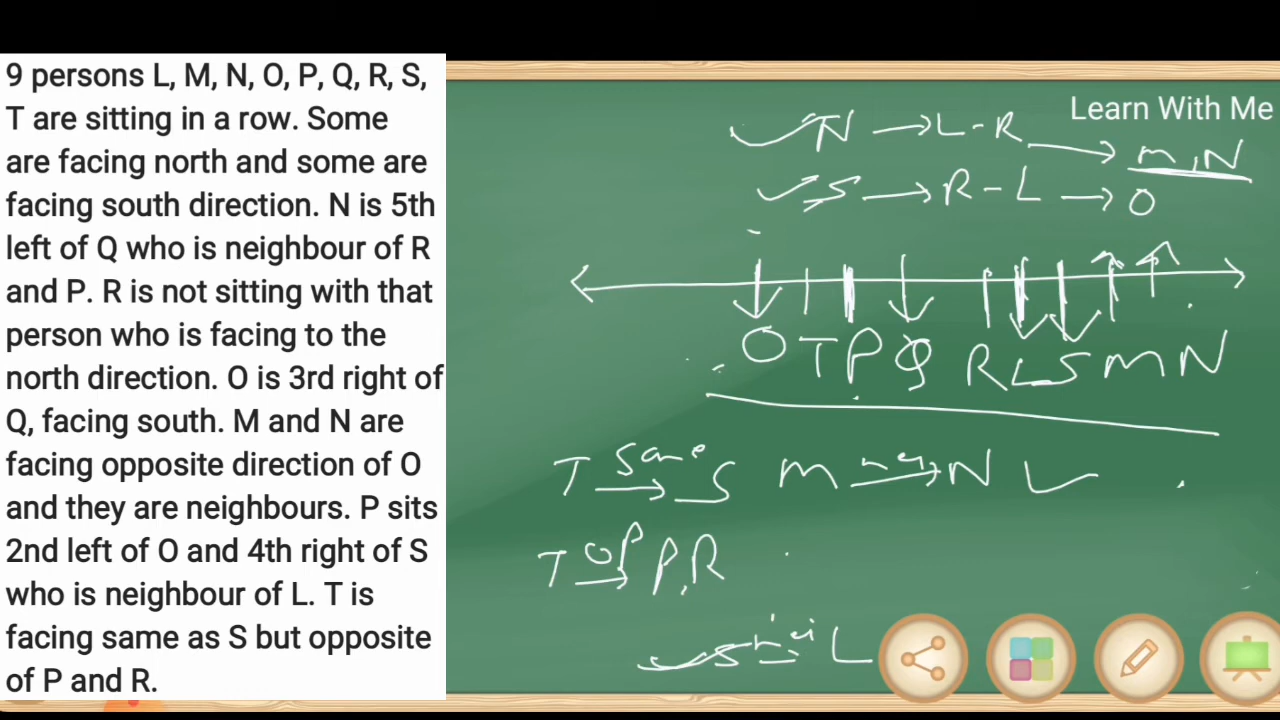 9 persons L, M, N, O, P, Q, R, S,
T are sitting in a row. Some
are facing north and some are
facing south direction. N is 5th
left of Q who is neighbour of R
and P. R is not sitting with that
person who is facing to the
north direction. O is 3rd right of
Q, facing south. M and N are
facing opposite direction of O
and they are neighbours. P sits
2nd left of O and 4th right of S
who is neighbour of L. T is
facing same as S but opposite
of P and R.
Learn With Me
N → L-R → M, N
S → R-L → O
O T P Q R L S M N
T same → S M nei → N L
T opp → P, R
S nei L